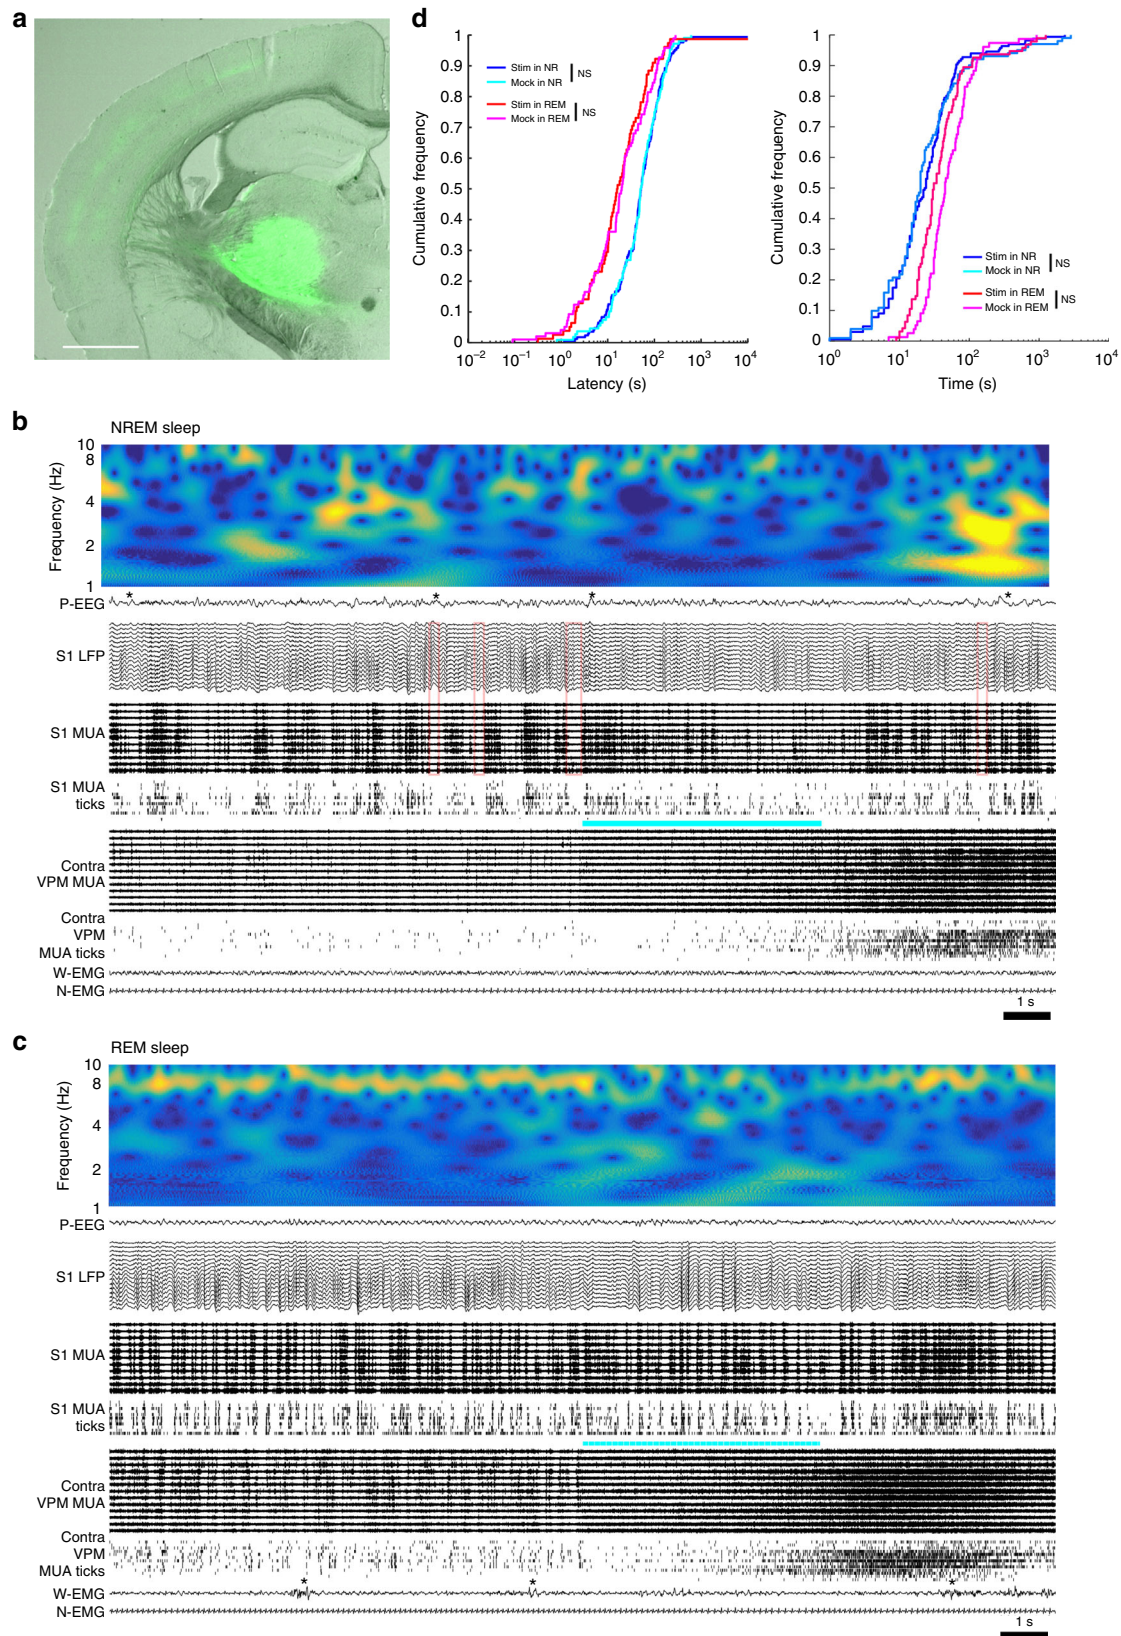 a
d
1
0.9
0.8
0.7
0.6
0.5
0.4
0.3
0.2
0.1
0
Cumulative frequency
Stim in NR
Mock in NR
NS
Stim in REM
Mock in REM
NS
10−2
10−1
100
101
102
103
104
Latency (s)
1
0.9
0.8
0.7
0.6
0.5
0.4
0.3
0.2
0.1
0
Cumulative frequency
Stim in NR
Mock in NR
NS
Stim in REM
Mock in REM
NS
100
101
102
103
104
Time (s)
b
NREM sleep
10
8
4
2
1
Frequency (Hz)
* * * *
P-EEG
S1 LFP
S1 MUA
S1 MUA
ticks
Contra
VPM MUA
Contra
VPM
MUA ticks
W-EMG
N-EMG
1 s
c
REM sleep
10
8
4
2
1
Frequency (Hz)
P-EEG
S1 LFP
S1 MUA
S1 MUA
ticks
Contra
VPM MUA
Contra
VPM
MUA ticks
* * *
W-EMG
N-EMG
1 s